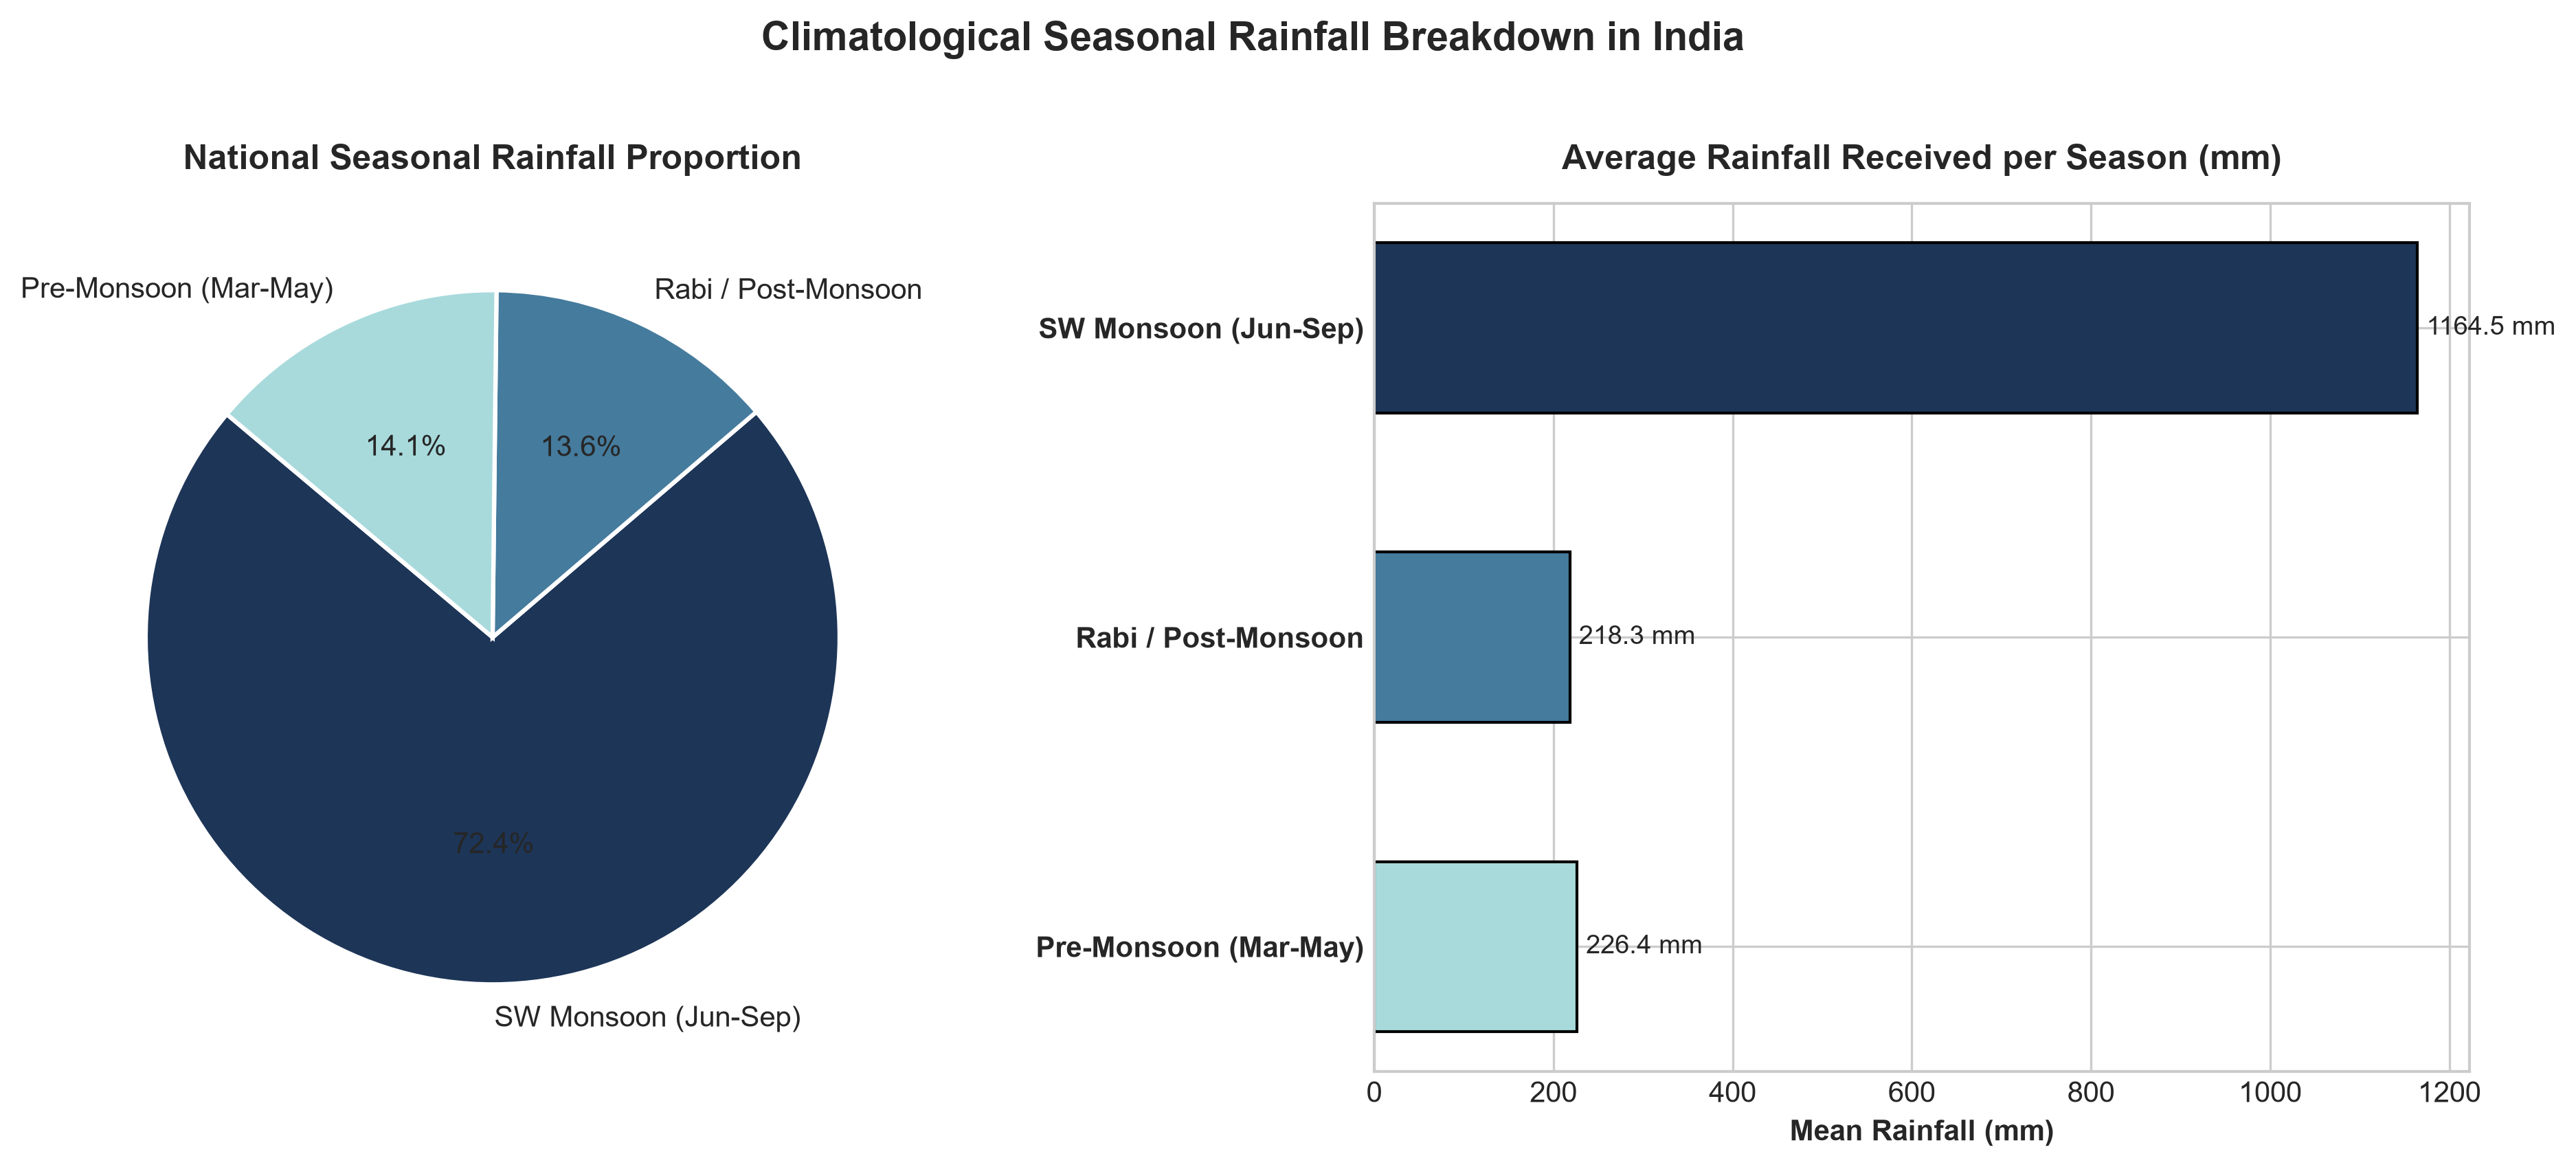 Climatological Seasonal Rainfall Breakdown in India
National Seasonal Rainfall Proportion
Pre-Monsoon (Mar-May)
Rabi / Post-Monsoon
14.1%
13.6%
72.4%
SW Monsoon (Jun-Sep)
Average Rainfall Received per Season (mm)
SW Monsoon (Jun-Sep)
1164.5 mm
Rabi / Post-Monsoon
218.3 mm
Pre-Monsoon (Mar-May)
226.4 mm
0 200 400 600 800 1000 1200
Mean Rainfall (mm)